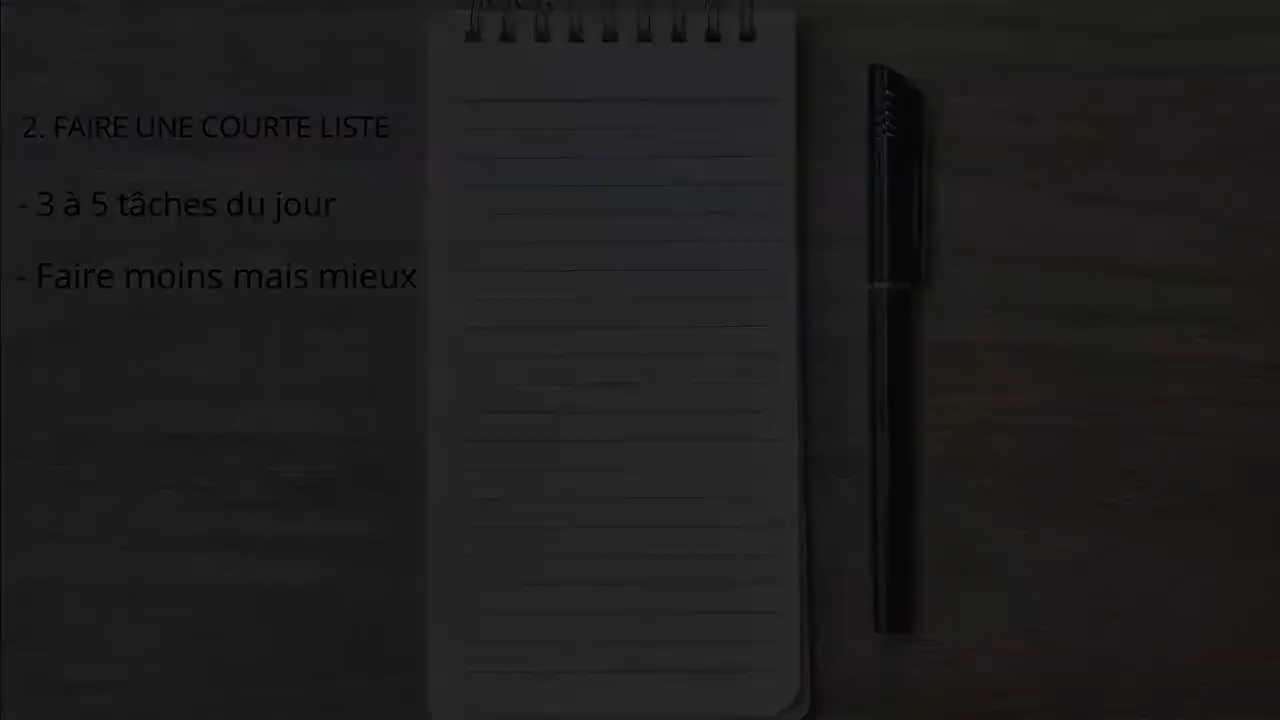 2. FAIRE UNE COURTE LISTE
- 3 à 5 tâches du jour
- Faire moins mais mieux